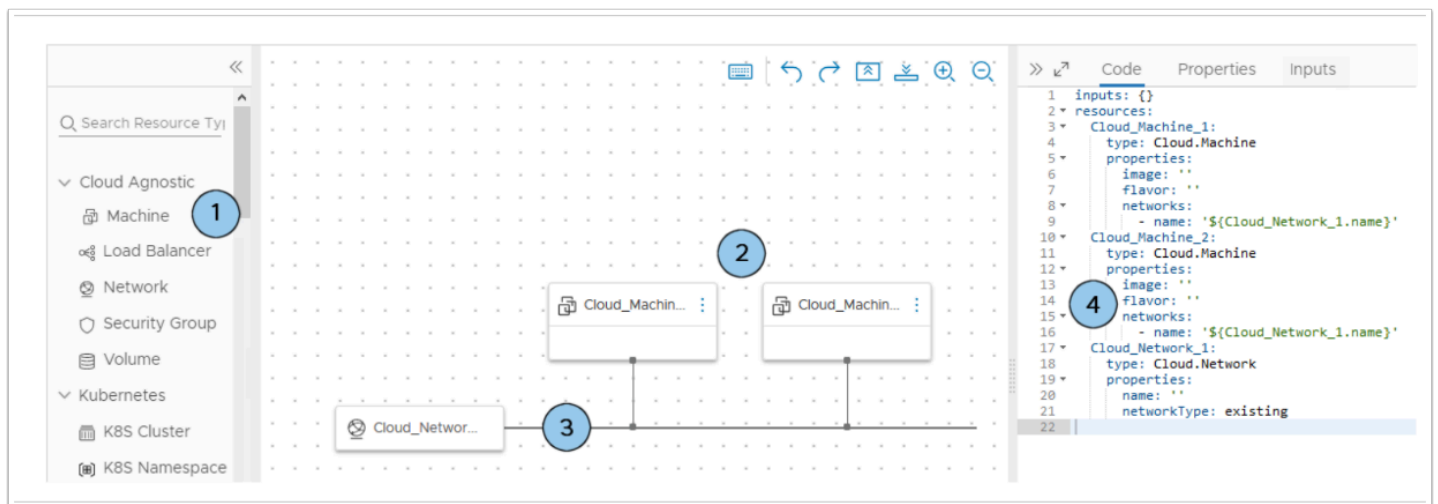 Search Resource Typ
Cloud Agnostic
Machine
1
Load Balancer
Network
Security Group
Volume
Kubernetes
K8S Cluster
K8S Namespace
2
Cloud_Machin...
Cloud_Machin...
Cloud_Networ...
3
Code Properties Inputs
1 inputs: {}
2 resources:
3 Cloud_Machine_1:
4 type: Cloud.Machine
5 properties:
6 image: ''
7 flavor: ''
8 networks:
9 - name: '${Cloud_Network_1.name}'
10 Cloud_Machine_2:
11 type: Cloud.Machine
12 properties:
13 image: ''
14 flavor: ''
15 networks:
16 - name: '${Cloud_Network_1.name}'
17 Cloud_Network_1:
18 type: Cloud.Network
19 properties:
20 name: ''
21 networkType: existing
22
4